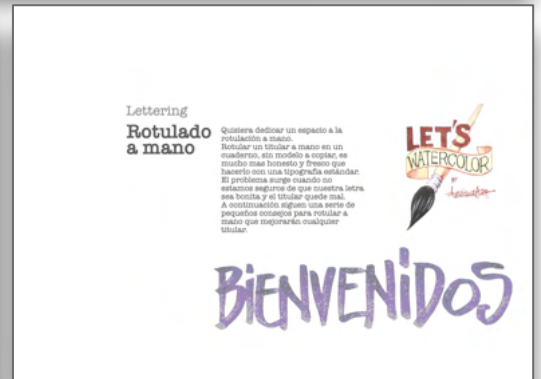 Lettering
Rotulado
a mano
Quisiera dedicar un espacio a la
rotulación a mano.
Rotular un titular a mano en un
cuaderno, sin modelo a copiar, es
mucho mas honesto y fresco que
hacerlo con una tipografía estándar.
El problema surge cuando no
estamos seguros de que nuestra letra
sea bonita y el titular quede mal.
A continuación siguen una serie de
pequeños consejos para rotular a
mano que mejorarán cualquier
titular.
LET'S
WATERCOLOR
BY
BiENVENiDOS